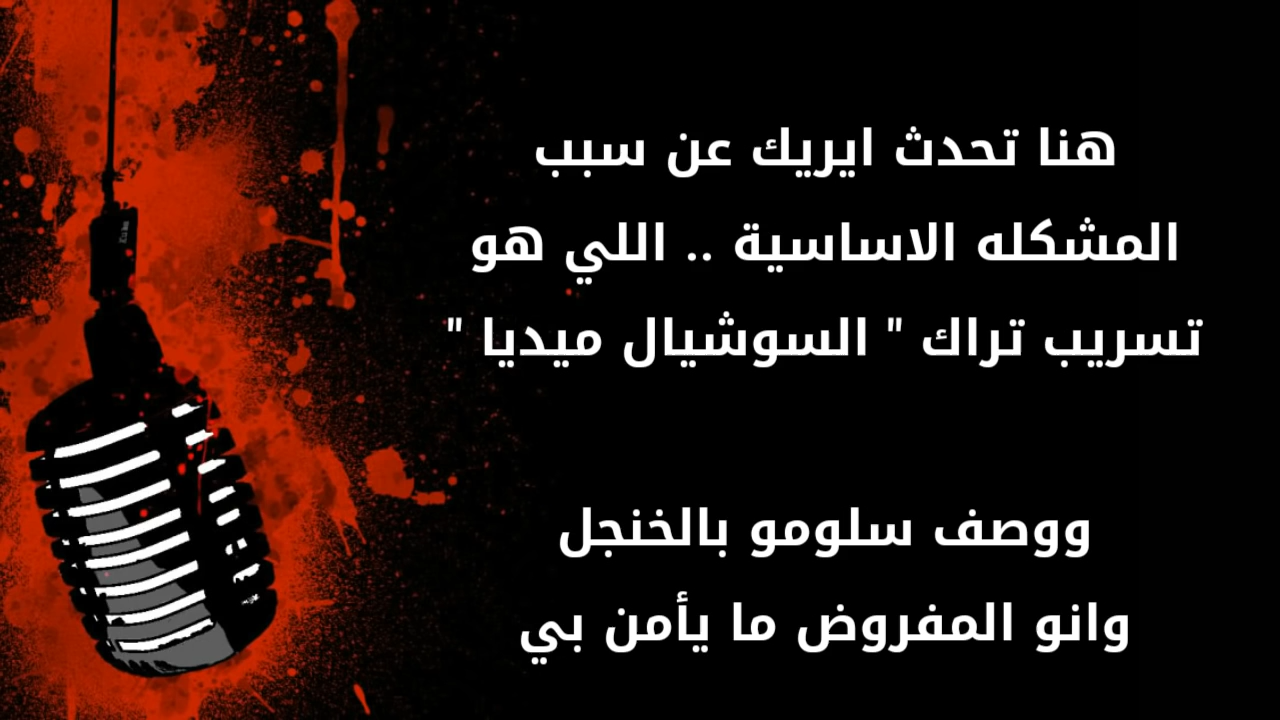 هنا تحدث ايريك عن سبب
المشكله الاساسية .. اللي هو
تسريب تراك " السوشيال ميديا "
ووصف سلومو بالخنجل
وانو المفروض ما يأمن بي